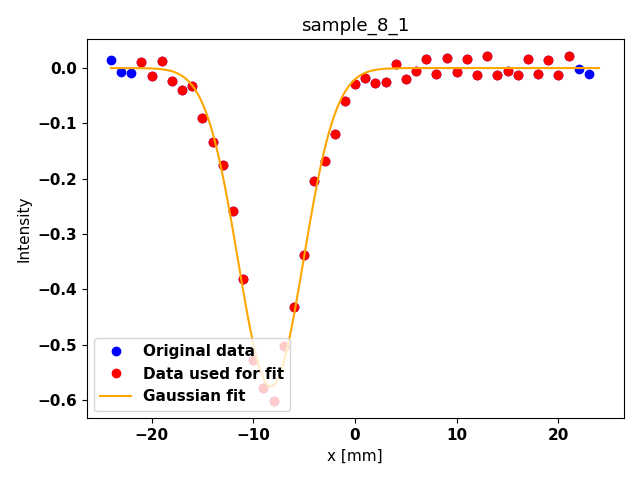 sample_8_1
Intensity
0.0
−0.1
−0.2
−0.3
−0.4
−0.5
−0.6
Original data
Data used for fit
Gaussian fit
−20
−10
0
10
20
x [mm]